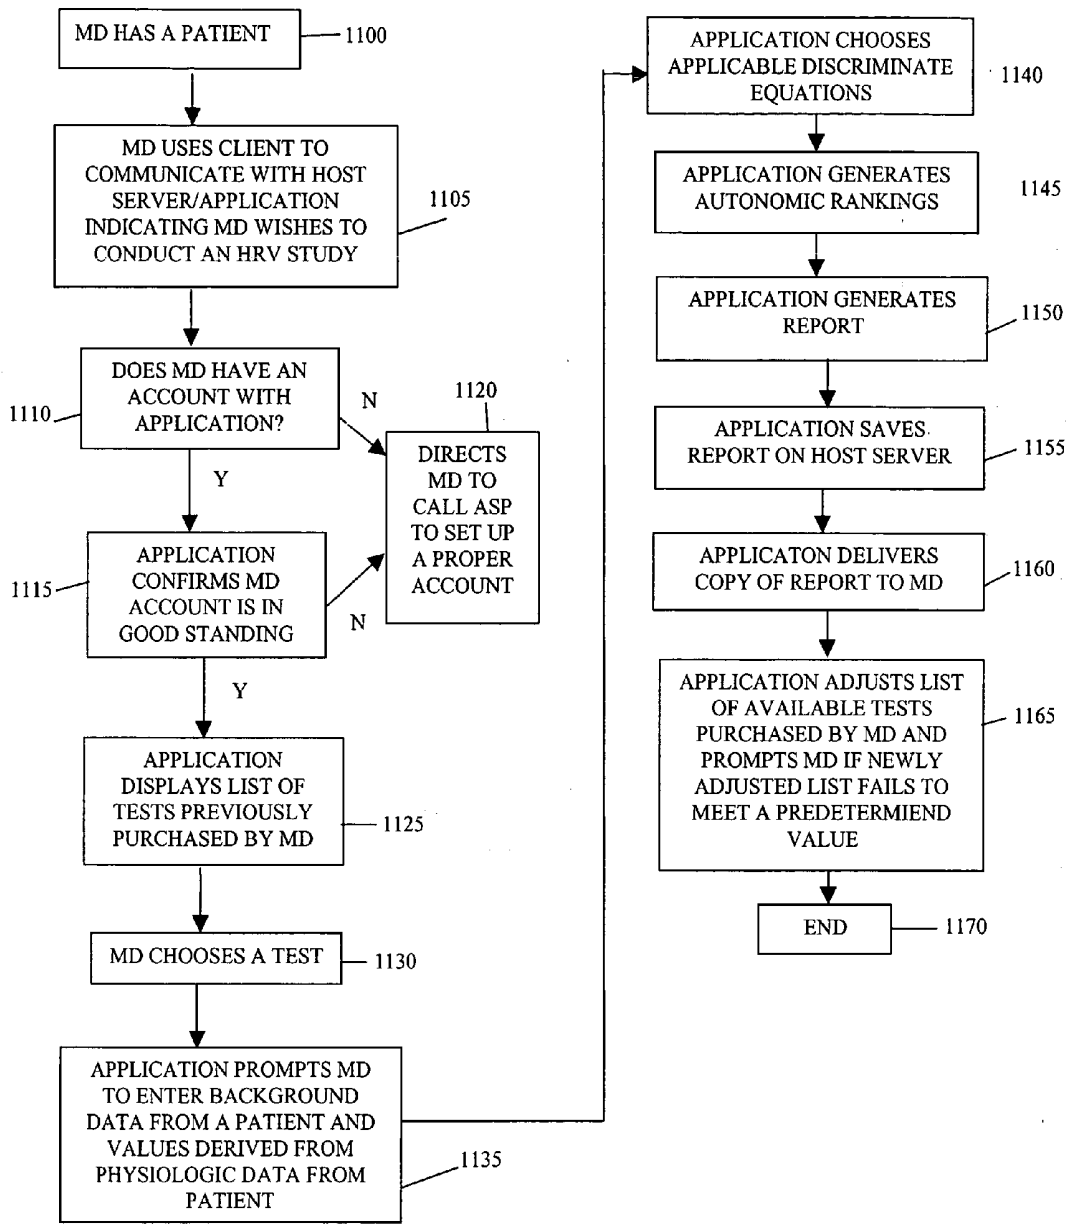 MD HAS A PATIENT
1100
MD USES CLIENT TO
COMMUNICATE WITH HOST
SERVER/APPLICATION
INDICATING MD WISHES TO
CONDUCT AN HRV STUDY
1105
DOES MD HAVE AN
ACCOUNT WITH
APPLICATION?
1110
N
Y
1120
DIRECTS
MD TO
CALL ASP
TO SET UP
A PROPER
ACCOUNT
APPLICATION
CONFIRMS MD
ACCOUNT IS IN
GOOD STANDING
1115
N
Y
APPLICATION
DISPLAYS LIST OF
TESTS PREVIOUSLY
PURCHASED BY MD
1125
MD CHOOSES A TEST
1130
APPLICATION PROMPTS MD
TO ENTER BACKGROUND
DATA FROM A PATIENT AND
VALUES DERIVED FROM
PHYSIOLOGIC DATA FROM
PATIENT
1135
APPLICATION CHOOSES
APPLICABLE DISCRIMINATE
EQUATIONS
1140
APPLICATION GENERATES
AUTONOMIC RANKINGS
1145
APPLICATION GENERATES
REPORT
1150
APPLICATION SAVES
REPORT ON HOST SERVER
1155
APPLICATON DELIVERS
COPY OF REPORT TO MD
1160
APPLICATION ADJUSTS LIST
OF AVAILABLE TESTS
PURCHASED BY MD AND
PROMPTS MD IF NEWLY
ADJUSTED LIST FAILS TO
MEET A PREDETERMIEND
VALUE
1165
END
1170